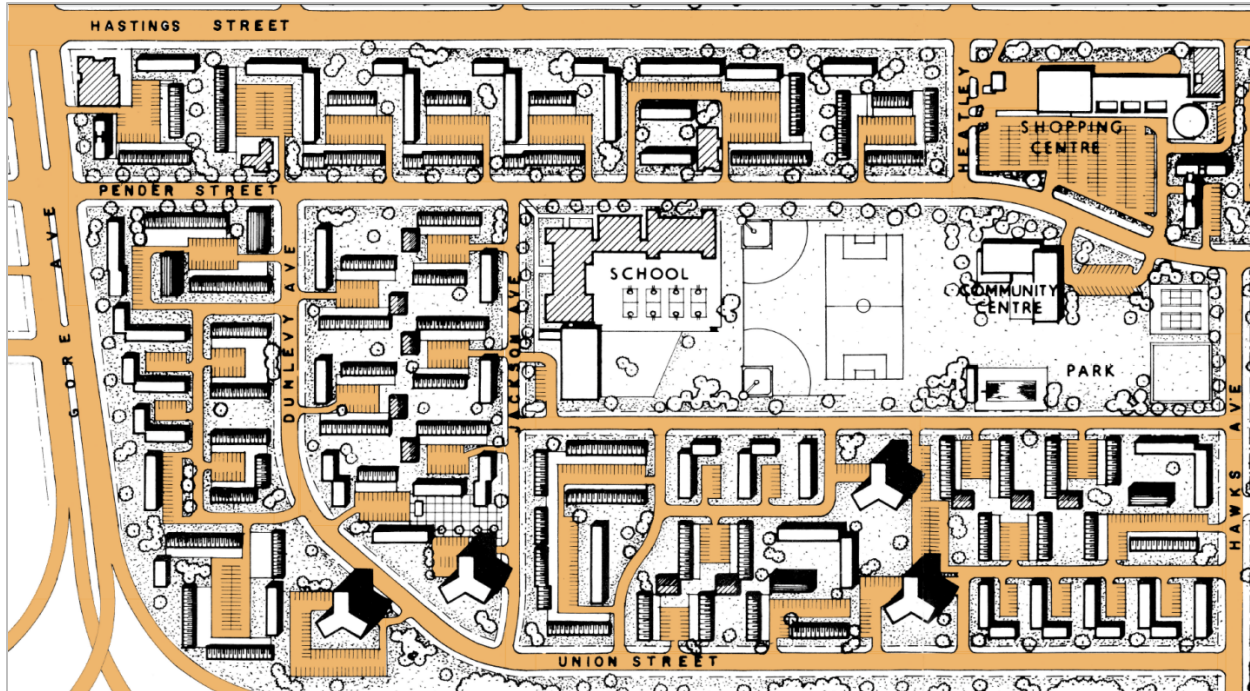 HASTINGS STREET
HEATLEY
SHOPPING
CENTRE
PENDER STREET
GORE AVE
DUNLEVY AVE
JACKSON AVE
SCHOOL
COMMUNITY
CENTRE
PARK
HAWKS AVE
UNION STREET